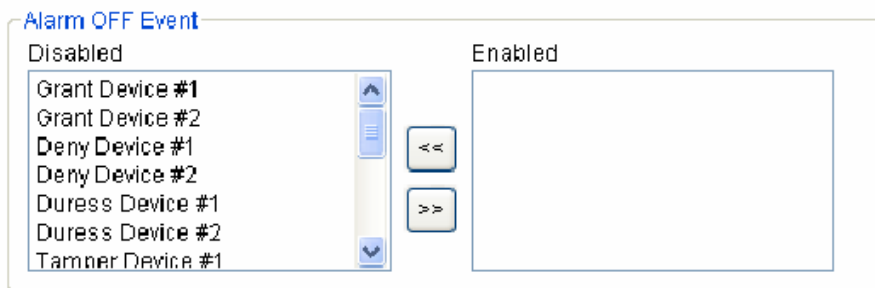 Alarm OFF Event
Disabled
Enabled
Grant Device #1
Grant Device #2
Deny Device #1
Deny Device #2
Duress Device #1
Duress Device #2
Tamper Device #1
<<
>>